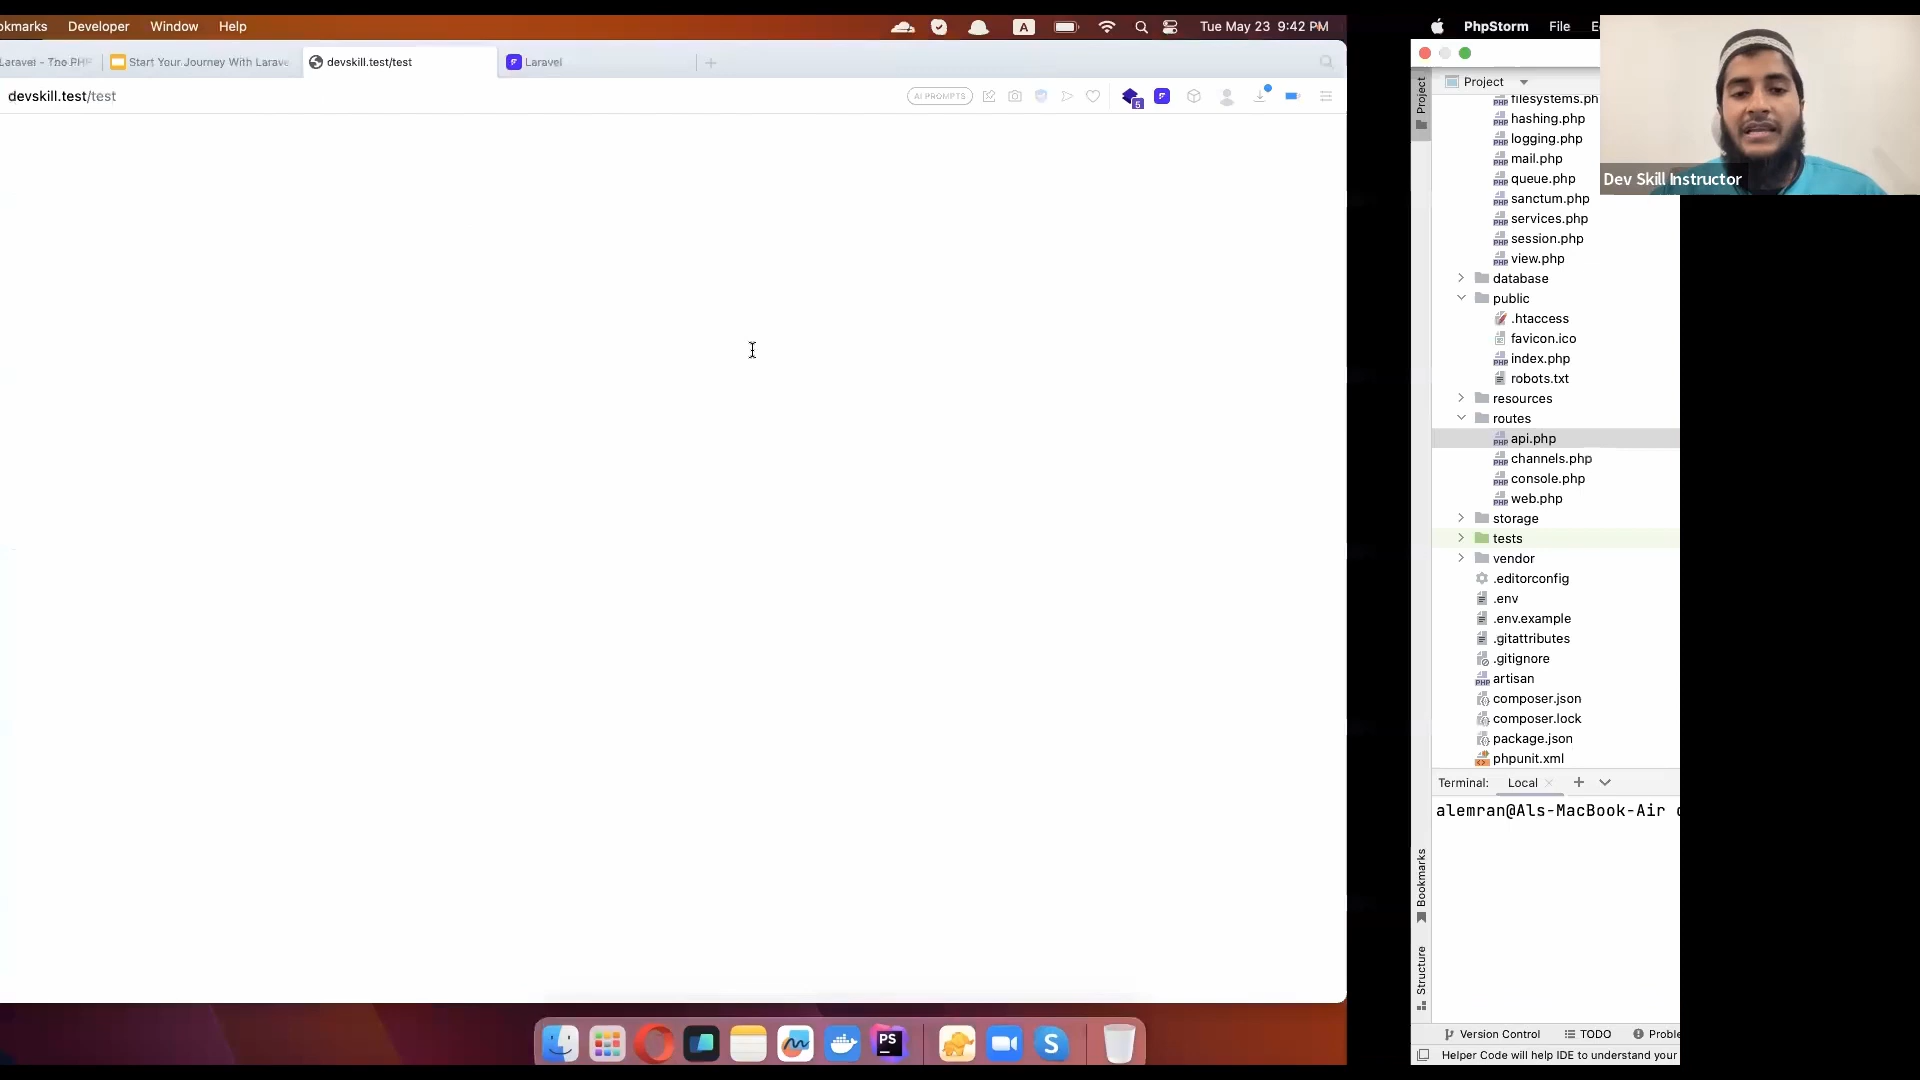 okmarks Developer Window Help
A
Tue May 23 9:42 PM
Laravel - The PHP
Start Your Journey With Larave
devskill.test/test
Laravel
devskill.test/test
AI PROMPTS
5
PhpStorm File E
Project
Project
filesystems.ph
hashing.php
logging.php
mail.php
queue.php
sanctum.php
services.php
session.php
view.php
database
public
.htaccess
favicon.ico
index.php
robots.txt
resources
routes
api.php
channels.php
console.php
web.php
storage
tests
vendor
.editorconfig
.env
.env.example
.gitattributes
.gitignore
artisan
composer.json
composer.lock
package.json
phpunit.xml
Terminal: Local
alemran@Als-MacBook-Air
Bookmarks
Structure
Version Control TODO Proble
Helper Code will help IDE to understand your
Dev Skill Instructor
PS
S